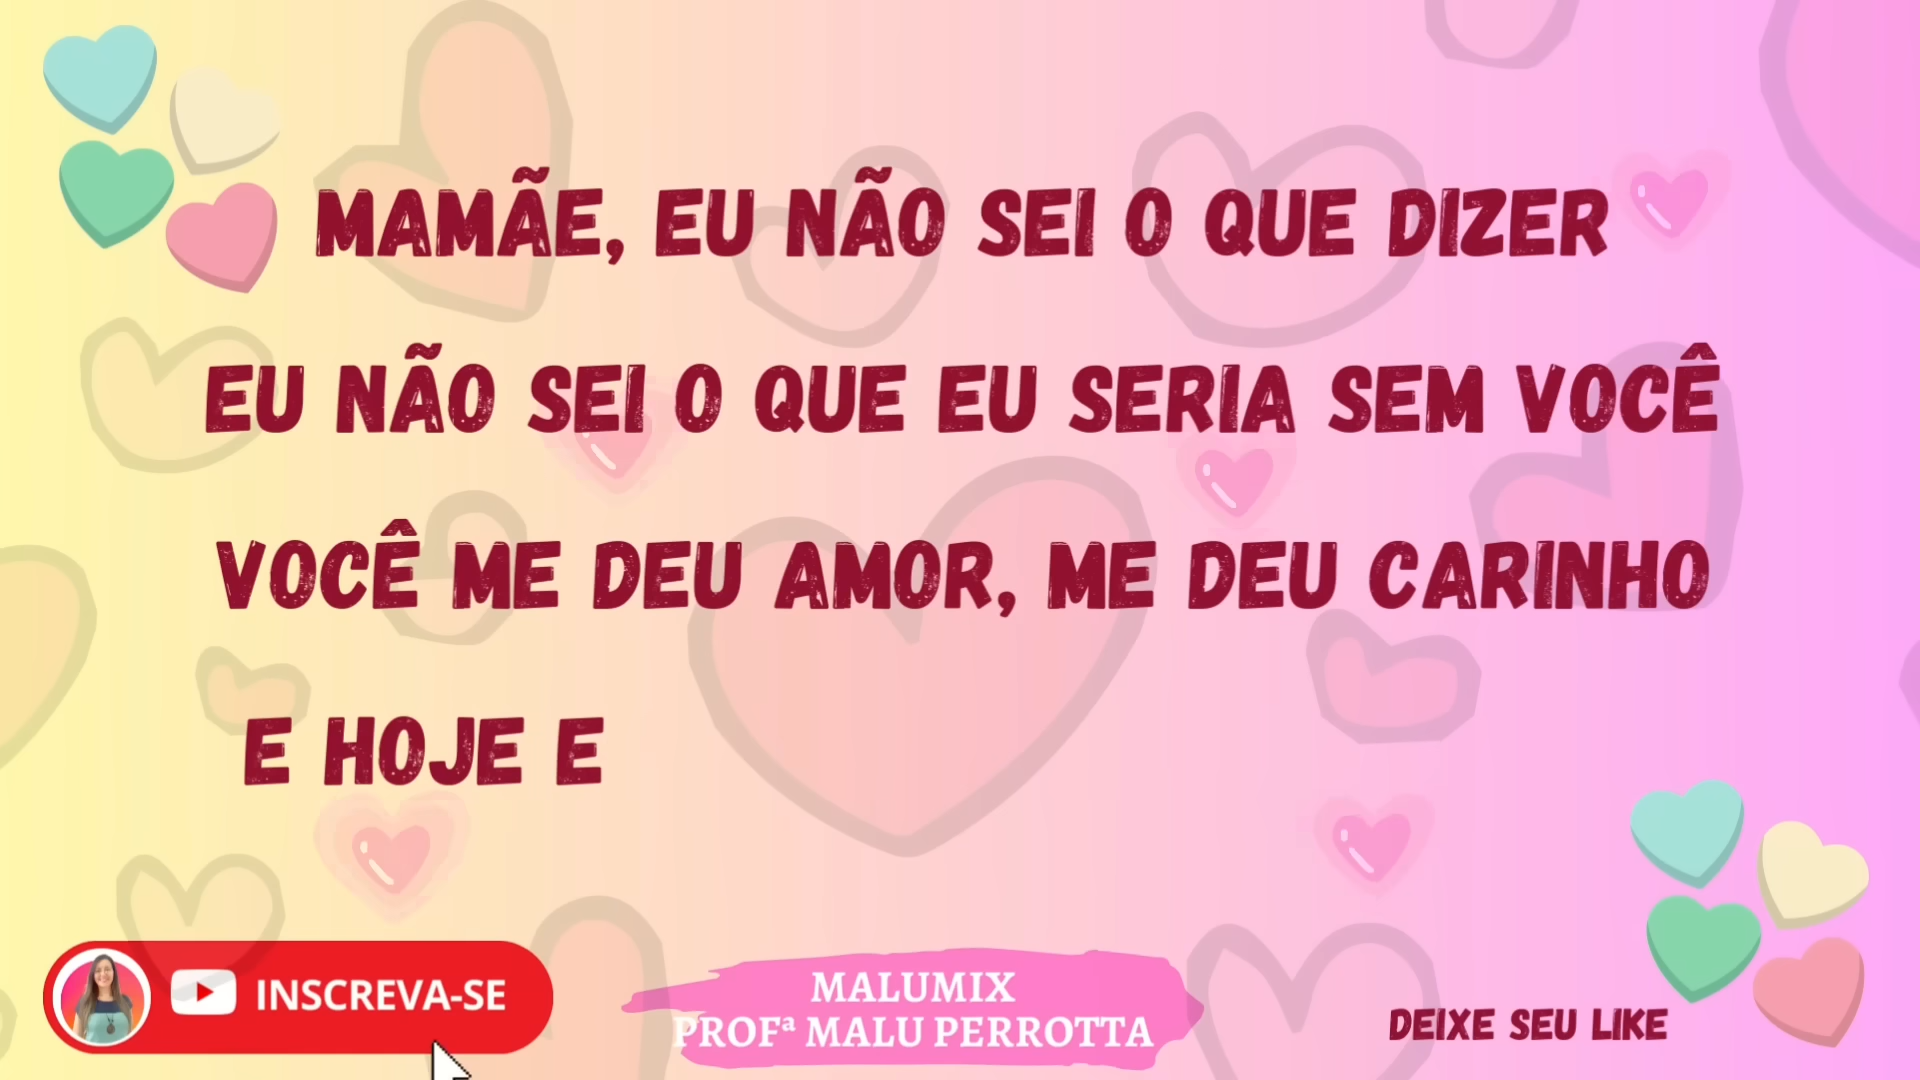 MAMÃE, EU NÃO SEI O QUE DIZER
EU NÃO SEI O QUE EU SERIA SEM VOCÊ
VOCÊ ME DEU AMOR, ME DEU CARINHO
E HOJE E
INSCREVA-SE
MALUMIX
PROFª MALU PERROTTA
DEIXE SEU LIKE